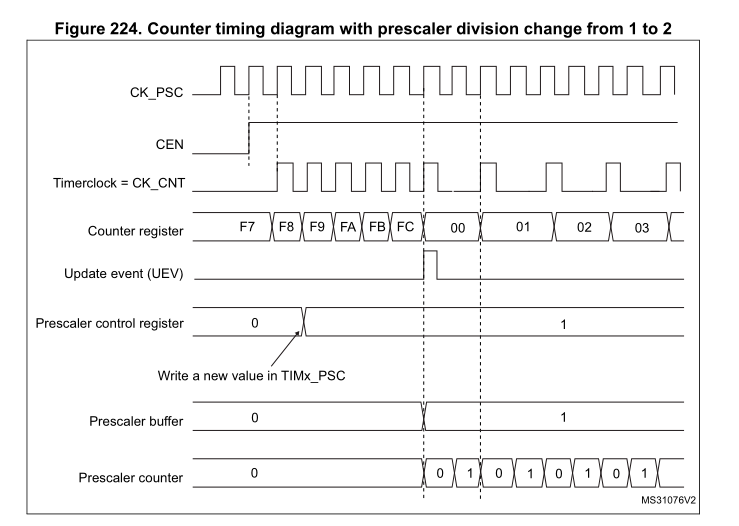 Figure 224. Counter timing diagram with prescaler division change from 1 to 2
CK_PSC
CEN
Timerclock = CK_CNT
Counter register F7 F8 F9 FA FB FC 00 01 02 03
Update event (UEV)
Prescaler control register 0 1
Write a new value in TIMx_PSC
Prescaler buffer 0 1
Prescaler counter 0 0 1 0 1 0 1 0 1
MS31076V2